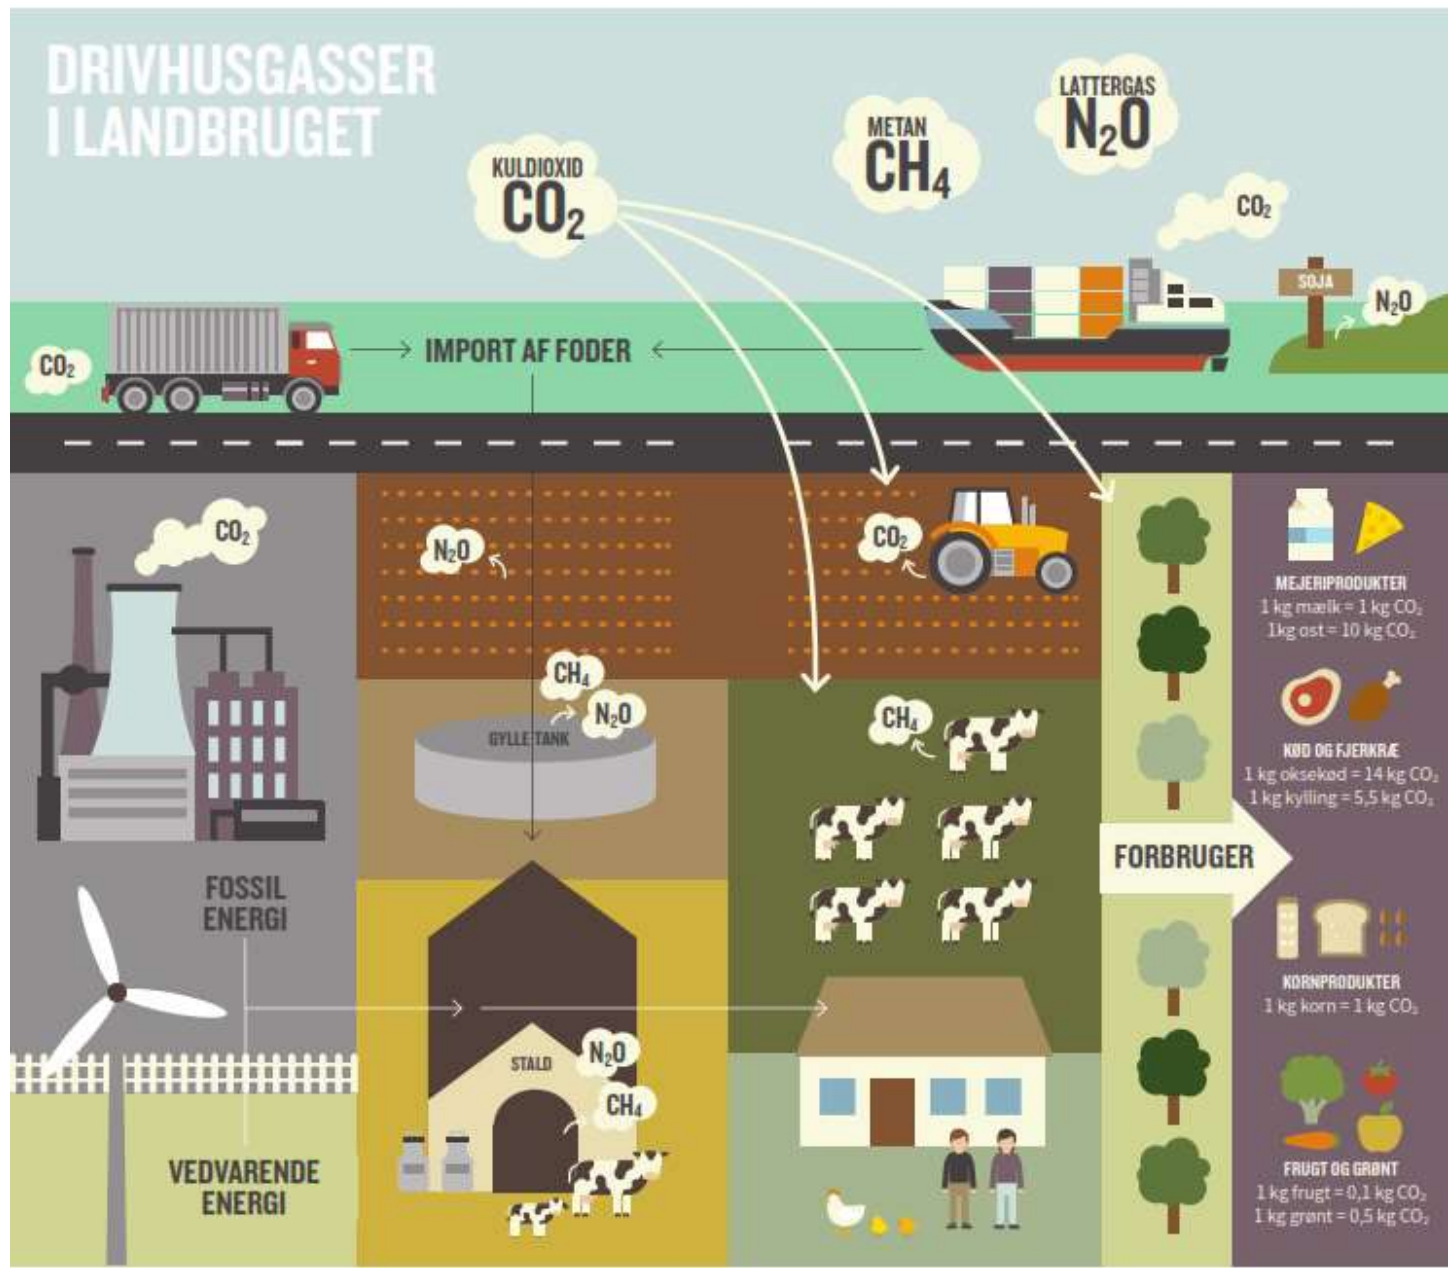 DRIVHUSGASSER
I LANDBRUGET
KULDIOXID
CO₂
METAN
CH₄
LATTERGAS
N₂O
CO₂
SOJA
N₂O
CO₂
IMPORT AF FODER
CO₂
N₂O
CO₂
CH₄
N₂O
GYLLETANK
CH₄
FOSSIL
ENERGI
STALD
N₂O
CH₄
VEDVARENDE
ENERGI
FORBRUGER
MEJERIPRODUKTER
1 kg mælk = 1 kg CO₂
1kg ost = 10 kg CO₂
KØD OG FJERKRÆ
1 kg oksekød = 14 kg CO₂
1 kg kylling = 5,5 kg CO₂
KORNPRODUKTER
1 kg korn = 1 kg CO₂
FRUGT OG GRØNT
1 kg frugt = 0,1 kg CO₂
1 kg grønt = 0,5 kg CO₂